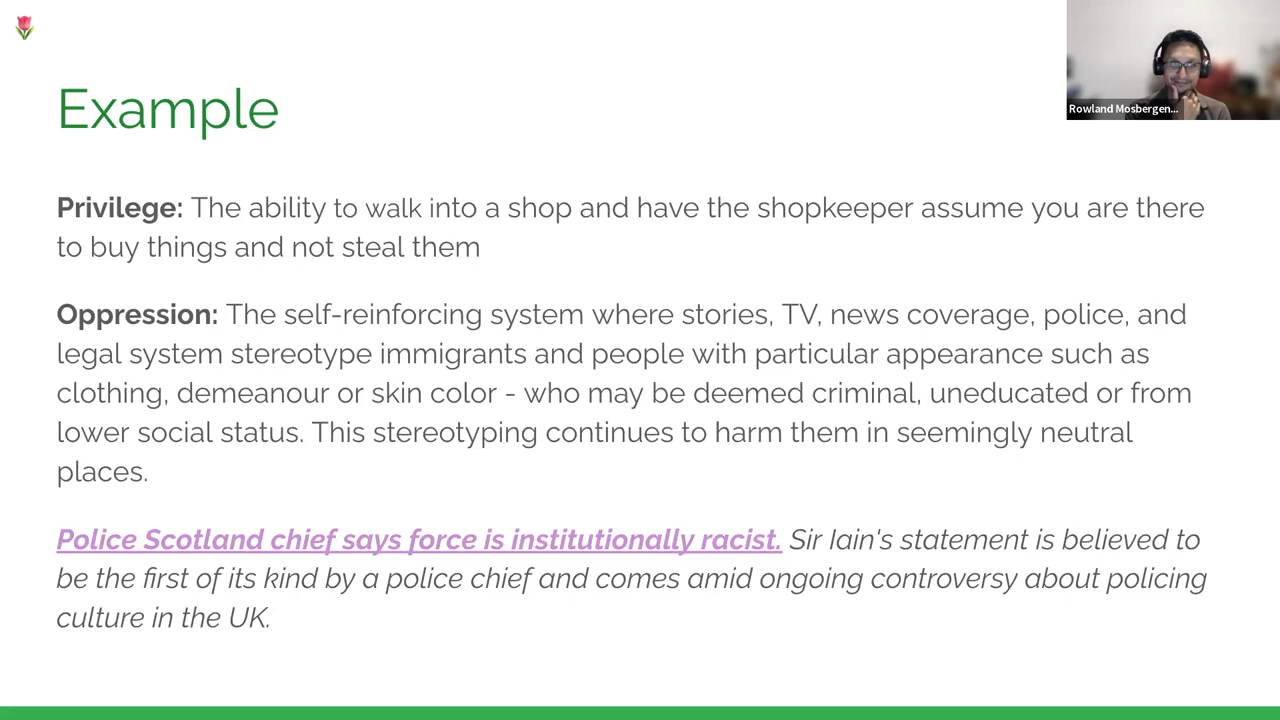 Rowland Mosbergen...
Example
Privilege: The ability to walk into a shop and have the shopkeeper assume you are there
to buy things and not steal them
Oppression: The self-reinforcing system where stories, TV, news coverage, police, and
legal system stereotype immigrants and people with particular appearance such as
clothing, demeanour or skin color - who may be deemed criminal, uneducated or from
lower social status. This stereotyping continues to harm them in seemingly neutral
places.
Police Scotland chief says force is institutionally racist. Sir Iain's statement is believed to
be the first of its kind by a police chief and comes amid ongoing controversy about policing
culture in the UK.